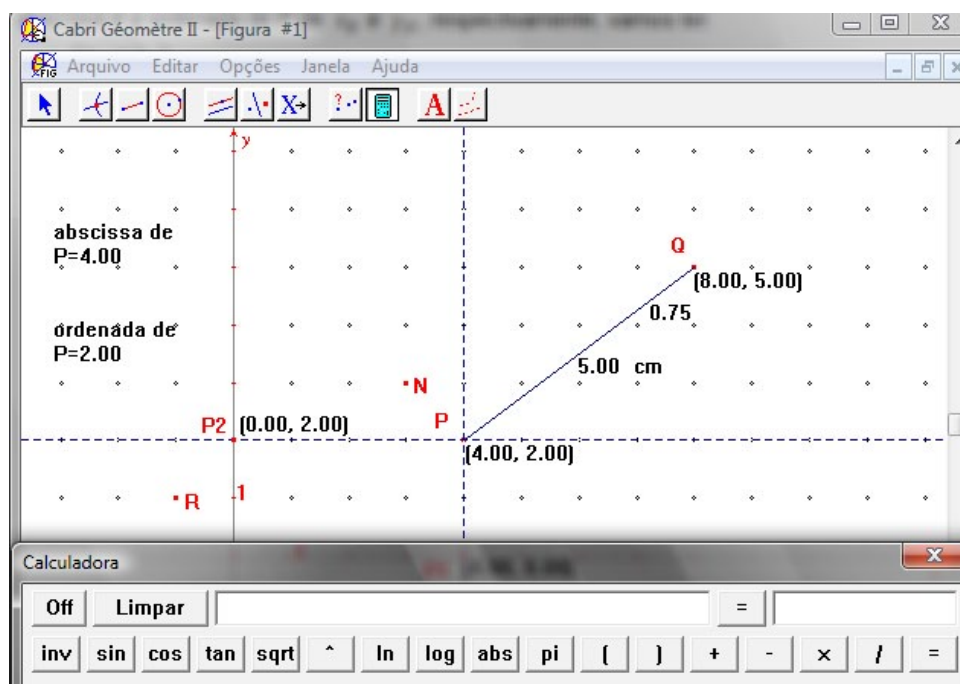 Cabri Géomètre II - [Figura #1]
FIG
Arquivo Editar Opções Janela Ajuda
X
?
A
y
abscissa de
P=4.00
Q
(8.00, 5.00)
0.75
ordenada de
P=2.00
5.00 cm
N
P2 (0.00, 2.00)
P
(4.00, 2.00)
R
1
Calculadora
Off Limpar =
inv sin cos tan sqrt ^ ln log abs pi ( ) + - × / =